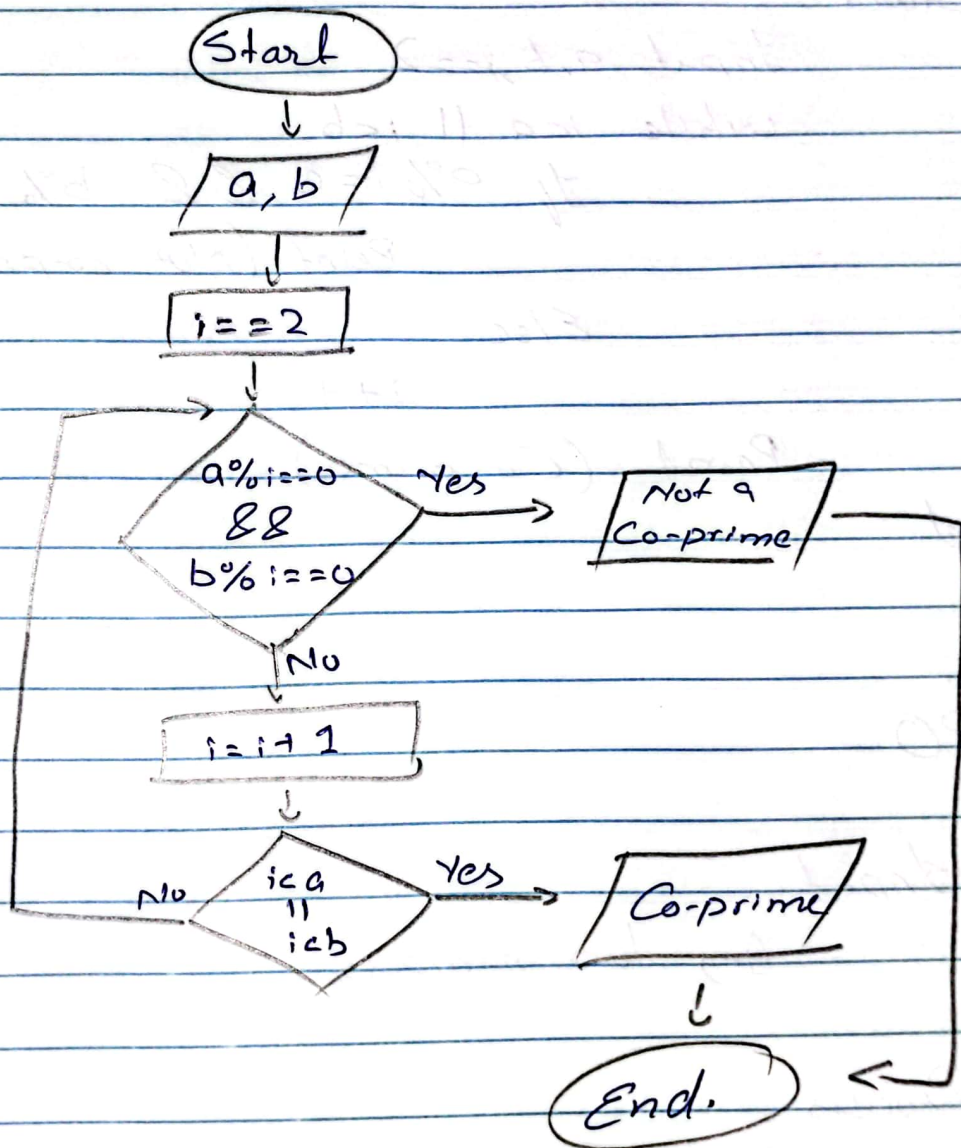 Start
a, b
i==2
a%i==0
&&
b%i==0
Yes
Not a
Co-prime
No
i=i+1
i<a
||
i<b
No
Yes
Co-prime
End.